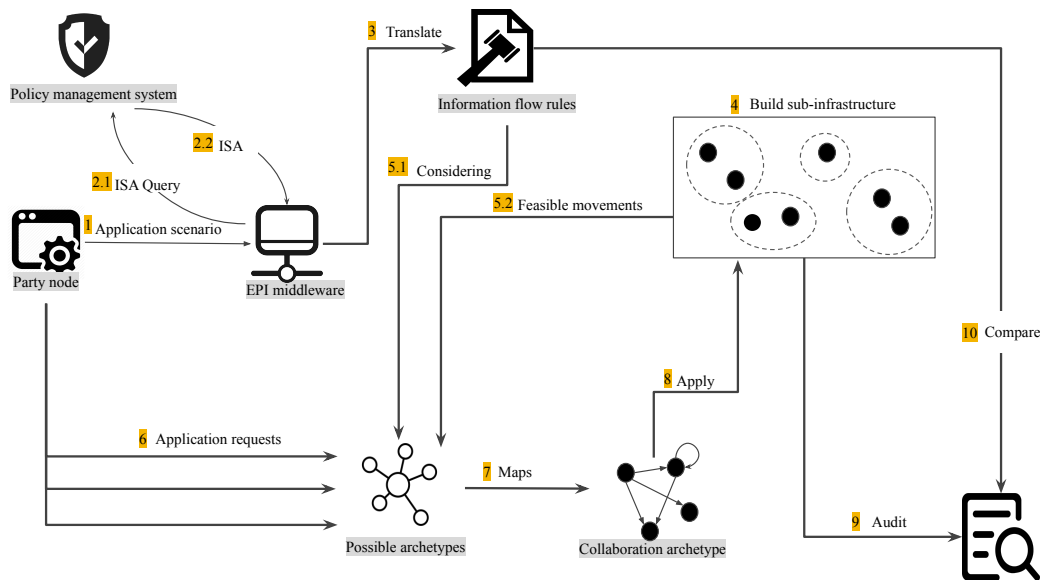 3 Translate
Policy management system
Information flow rules
4 Build sub-infrastructure
2.2 ISA
5.1 Considering
2.1 ISA Query
5.2 Feasible movements
1 Application scenario
Party node
EPI middleware
10 Compare
8 Apply
6 Application requests
7 Maps
9 Audit
Possible archetypes
Collaboration archetype